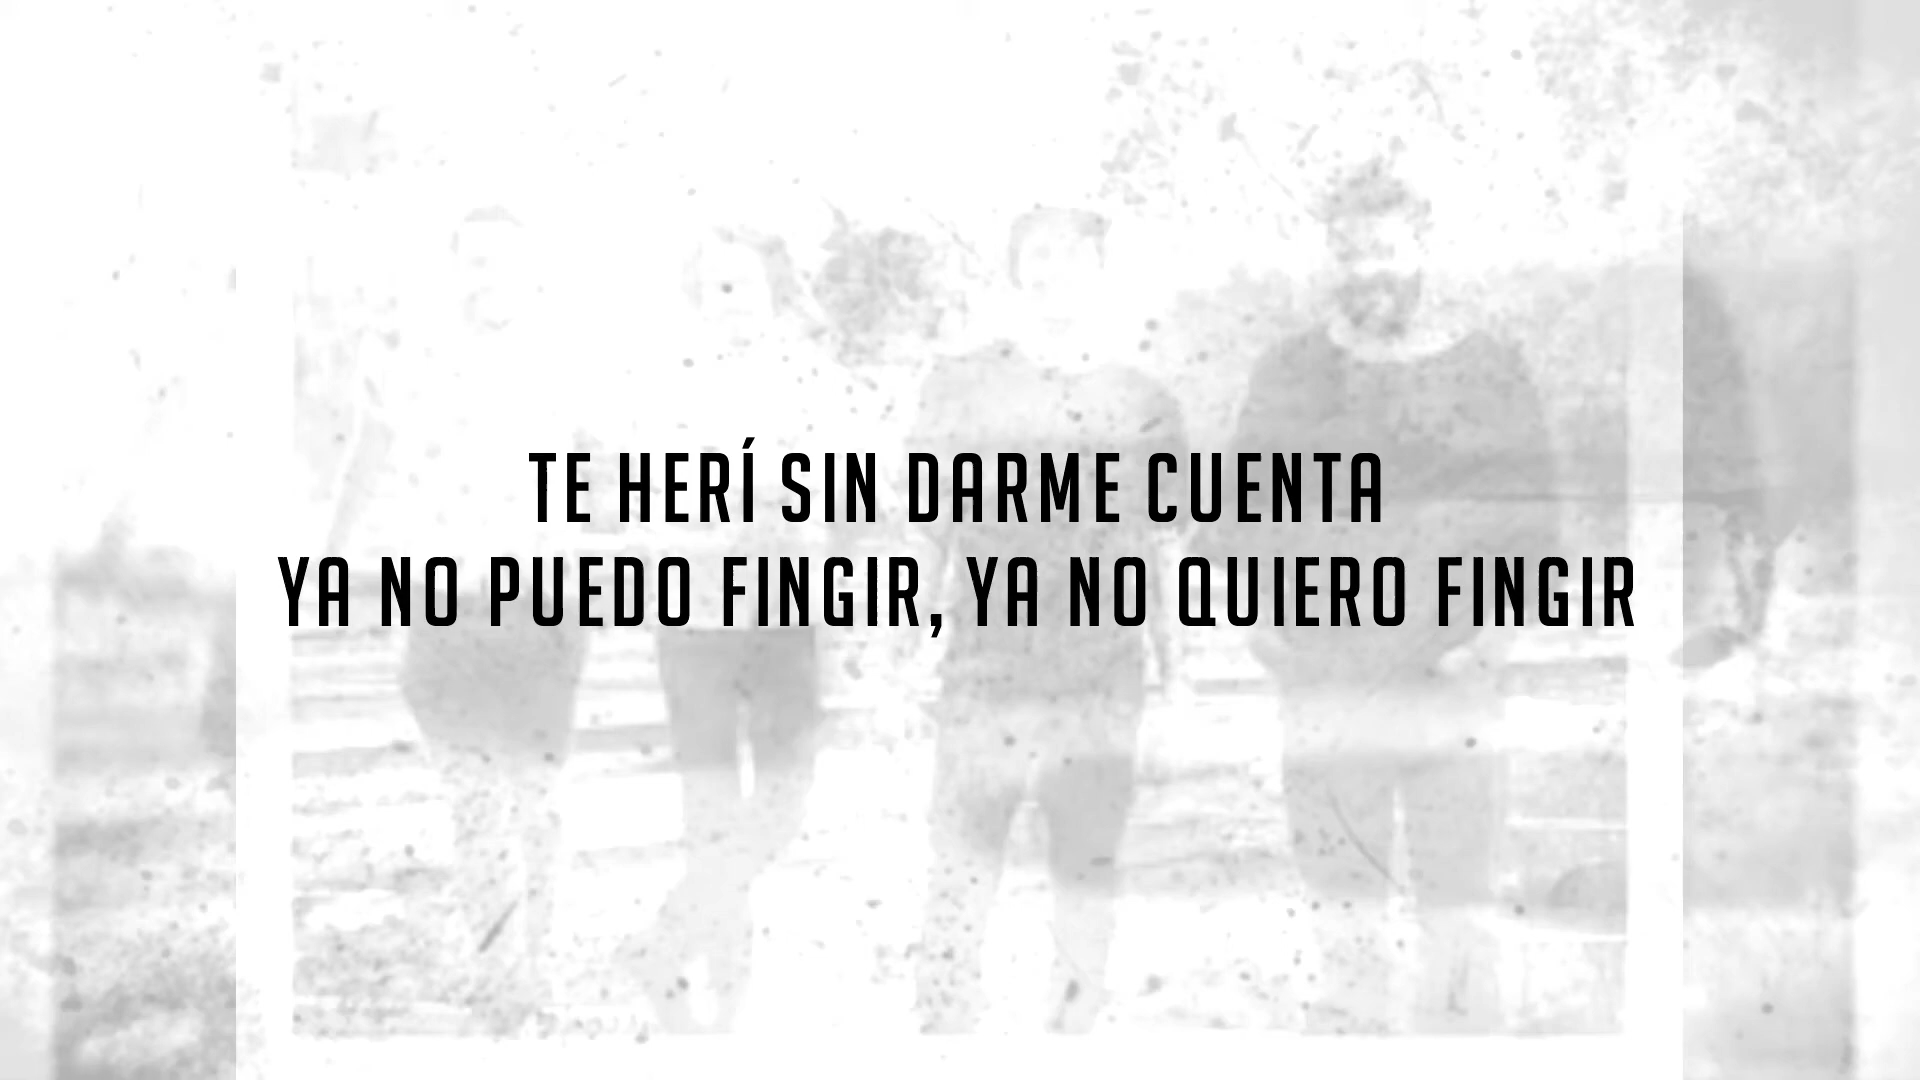 TE HERÍ SIN DARME CUENTA
YA NO PUEDO FINGIR, YA NO QUIERO FINGIR